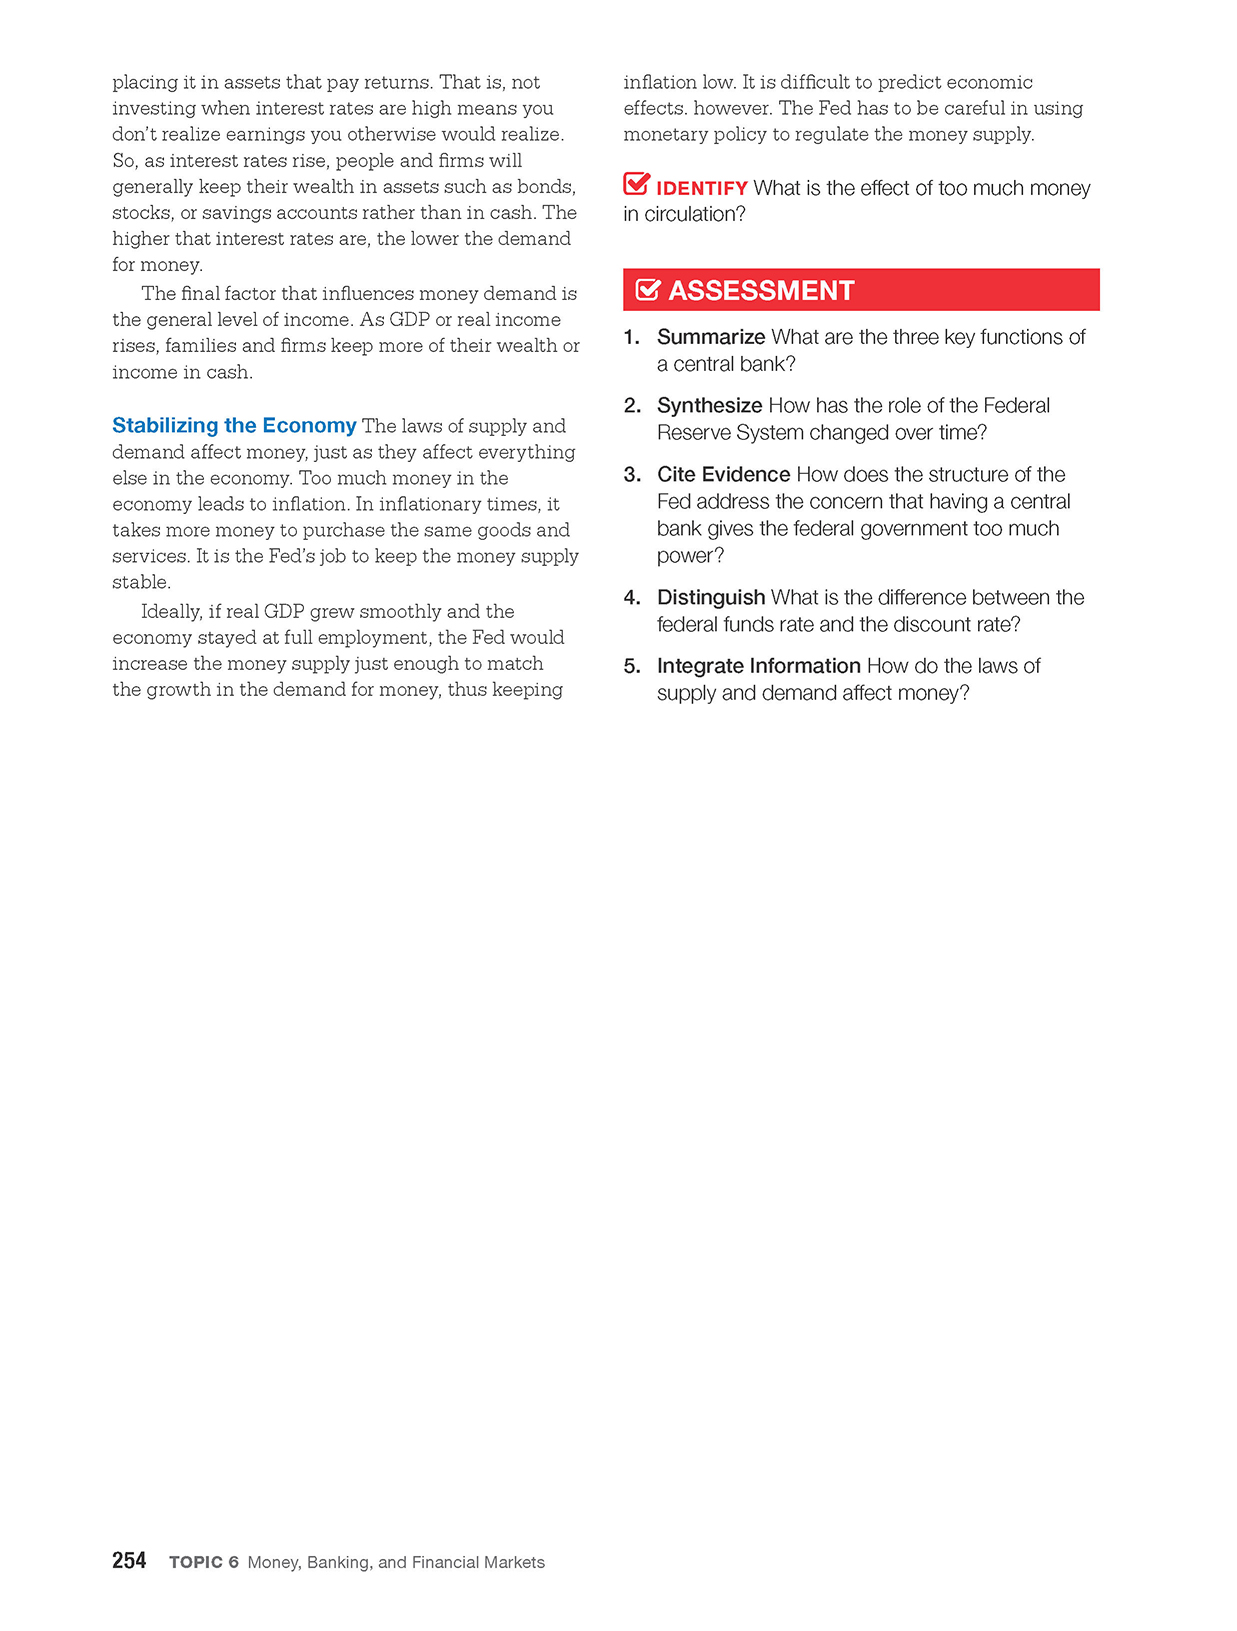 placing it in assets that pay returns. That is, not
investing when interest rates are high means you
don't realize earnings you otherwise would realize.
So, as interest rates rise, people and firms will
generally keep their wealth in assets such as bonds,
stocks, or savings accounts rather than in cash. The
higher that interest rates are, the lower the demand
for money.
The final factor that influences money demand is
the general level of income. As GDP or real income
rises, families and firms keep more of their wealth or
income in cash.
Stabilizing the Economy The laws of supply and
demand affect money, just as they affect everything
else in the economy. Too much money in the
economy leads to inflation. In inflationary times, it
takes more money to purchase the same goods and
services. It is the Fed's job to keep the money supply
stable.
Ideally, if real GDP grew smoothly and the
economy stayed at full employment, the Fed would
increase the money supply just enough to match
the growth in the demand for money, thus keeping
inflation low. It is difficult to predict economic
effects. however. The Fed has to be careful in using
monetary policy to regulate the money supply.
IDENTIFY What is the effect of too much money
in circulation?
ASSESSMENT
1. Summarize What are the three key functions of
a central bank?
2. Synthesize How has the role of the Federal
Reserve System changed over time?
3. Cite Evidence How does the structure of the
Fed address the concern that having a central
bank gives the federal government too much
power?
4. Distinguish What is the difference between the
federal funds rate and the discount rate?
5. Integrate Information How do the laws of
supply and demand affect money?
254 TOPIC 6 Money, Banking, and Financial Markets